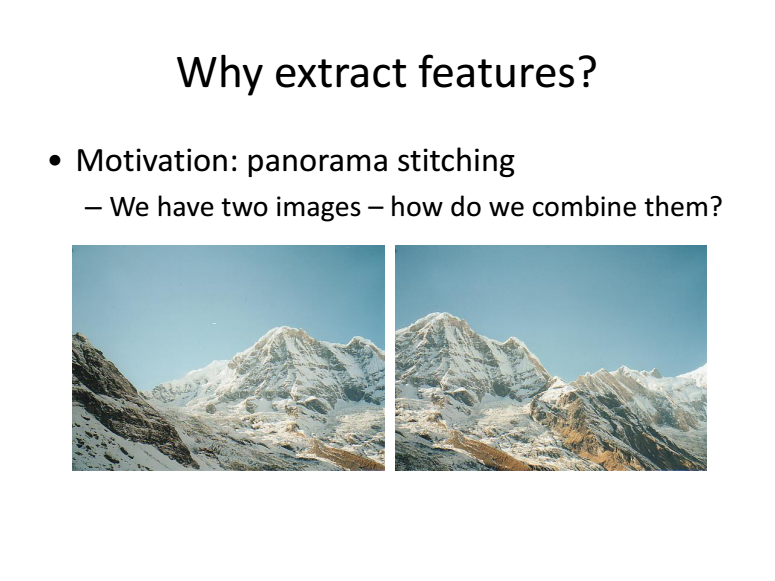 Why extract features?
• Motivation: panorama stitching
– We have two images – how do we combine them?